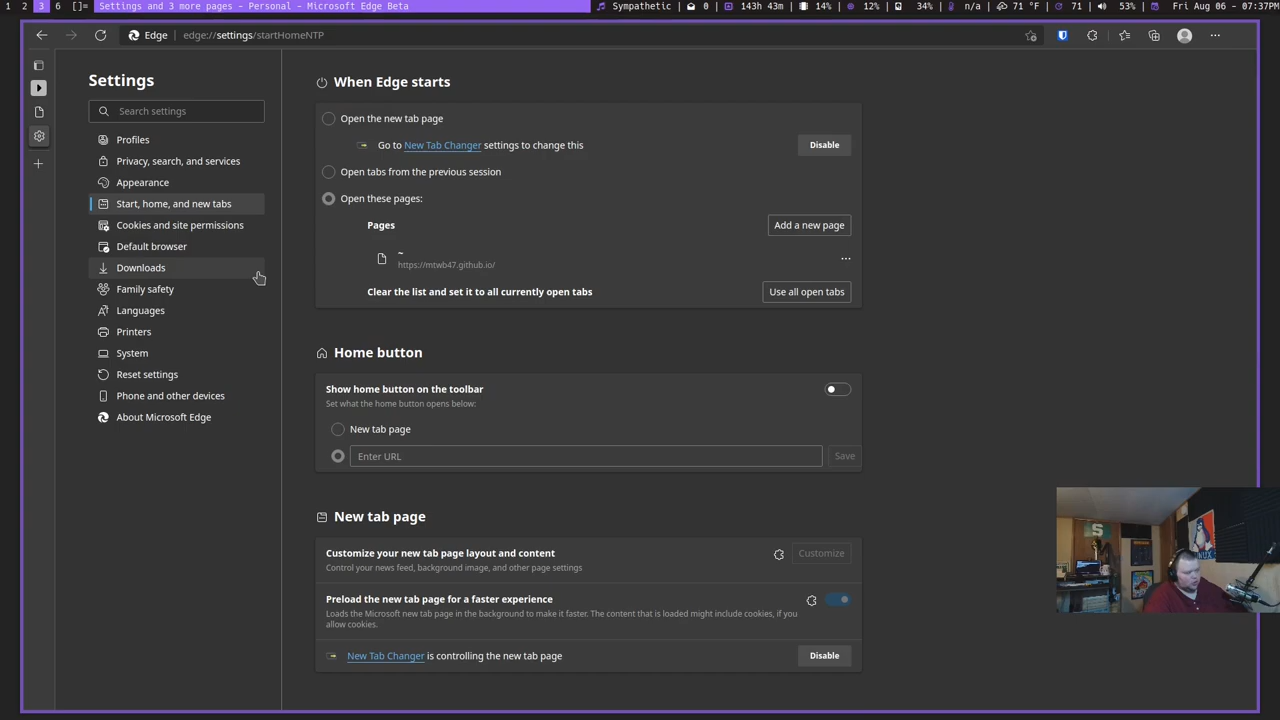 1 2 3 6 []= Settings and 3 more pages - Personal - Microsoft Edge Beta Sympathetic 0 143h 43m 14% 12% 34% n/a 71 °F 71 53% Fri Aug 06 - 07:37PM
Edge edge://settings/startHomeNTP
Settings
Search settings
Profiles
Privacy, search, and services
Appearance
Start, home, and new tabs
Cookies and site permissions
Default browser
Downloads
Family safety
Languages
Printers
System
Reset settings
Phone and other devices
About Microsoft Edge
When Edge starts
Open the new tab page
Go to New Tab Changer settings to change this Disable
Open tabs from the previous session
Open these pages:
Pages Add a new page
~
https://mtwb47.github.io/
Clear the list and set it to all currently open tabs Use all open tabs
Home button
Show home button on the toolbar
Set what the home button opens below:
New tab page
Enter URL Save
New tab page
Customize your new tab page layout and content Customize
Control your news feed, background image, and other page settings
Preload the new tab page for a faster experience
Loads the Microsoft new tab page in the background to make it faster. The content that is loaded might include cookies, if you
allow cookies.
New Tab Changer is controlling the new tab page Disable